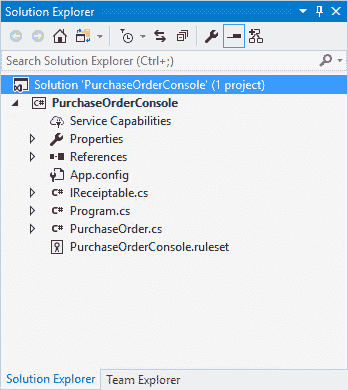 Solution Explorer
Search Solution Explorer (Ctrl+;)
Solution 'PurchaseOrderConsole' (1 project)
C# PurchaseOrderConsole
Service Capabilities
Properties
References
App.config
C# IReceiptable.cs
C# Program.cs
C# PurchaseOrder.cs
PurchaseOrderConsole.ruleset
Solution Explorer Team Explorer